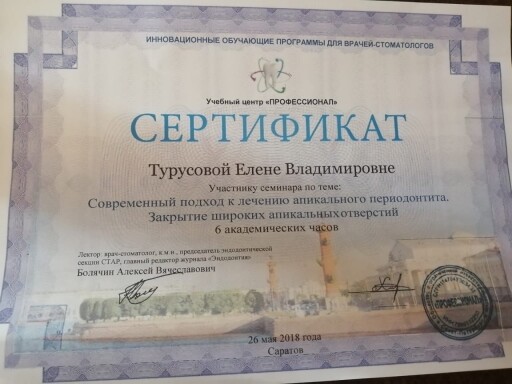 ИННОВАЦИОННЫЕ ОБУЧАЮЩИЕ ПРОГРАММЫ ДЛЯ ВРАЧЕЙ-СТОМАТОЛОГОВ
Учебный центр «ПРОФЕССИОНАЛ»
СЕРТИФИКАТ
Турусовой Елене Владимировне
Участнику семинара по теме:
Современный подход к лечению апикального периодонтита.
Закрытие широких апикальных отверстий
6 академических часов
Лектор: врач-стоматолог, к.м.н., председатель эндодонтической
секции СТАР, главный редактор журнала «Эндодонтия»
Болячин Алексей Вячеславович
26 мая 2018 года
Саратов